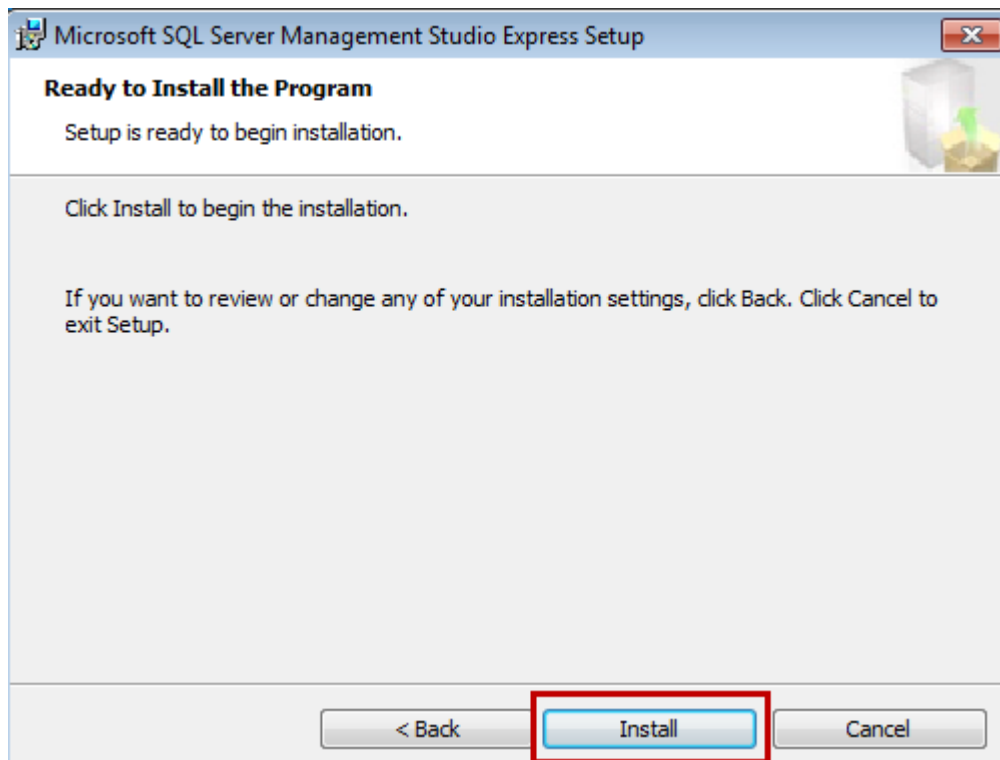 Microsoft SQL Server Management Studio Express Setup
Ready to Install the Program
Setup is ready to begin installation.
Click Install to begin the installation.
If you want to review or change any of your installation settings, click Back. Click Cancel to
exit Setup.
< Back Install Cancel